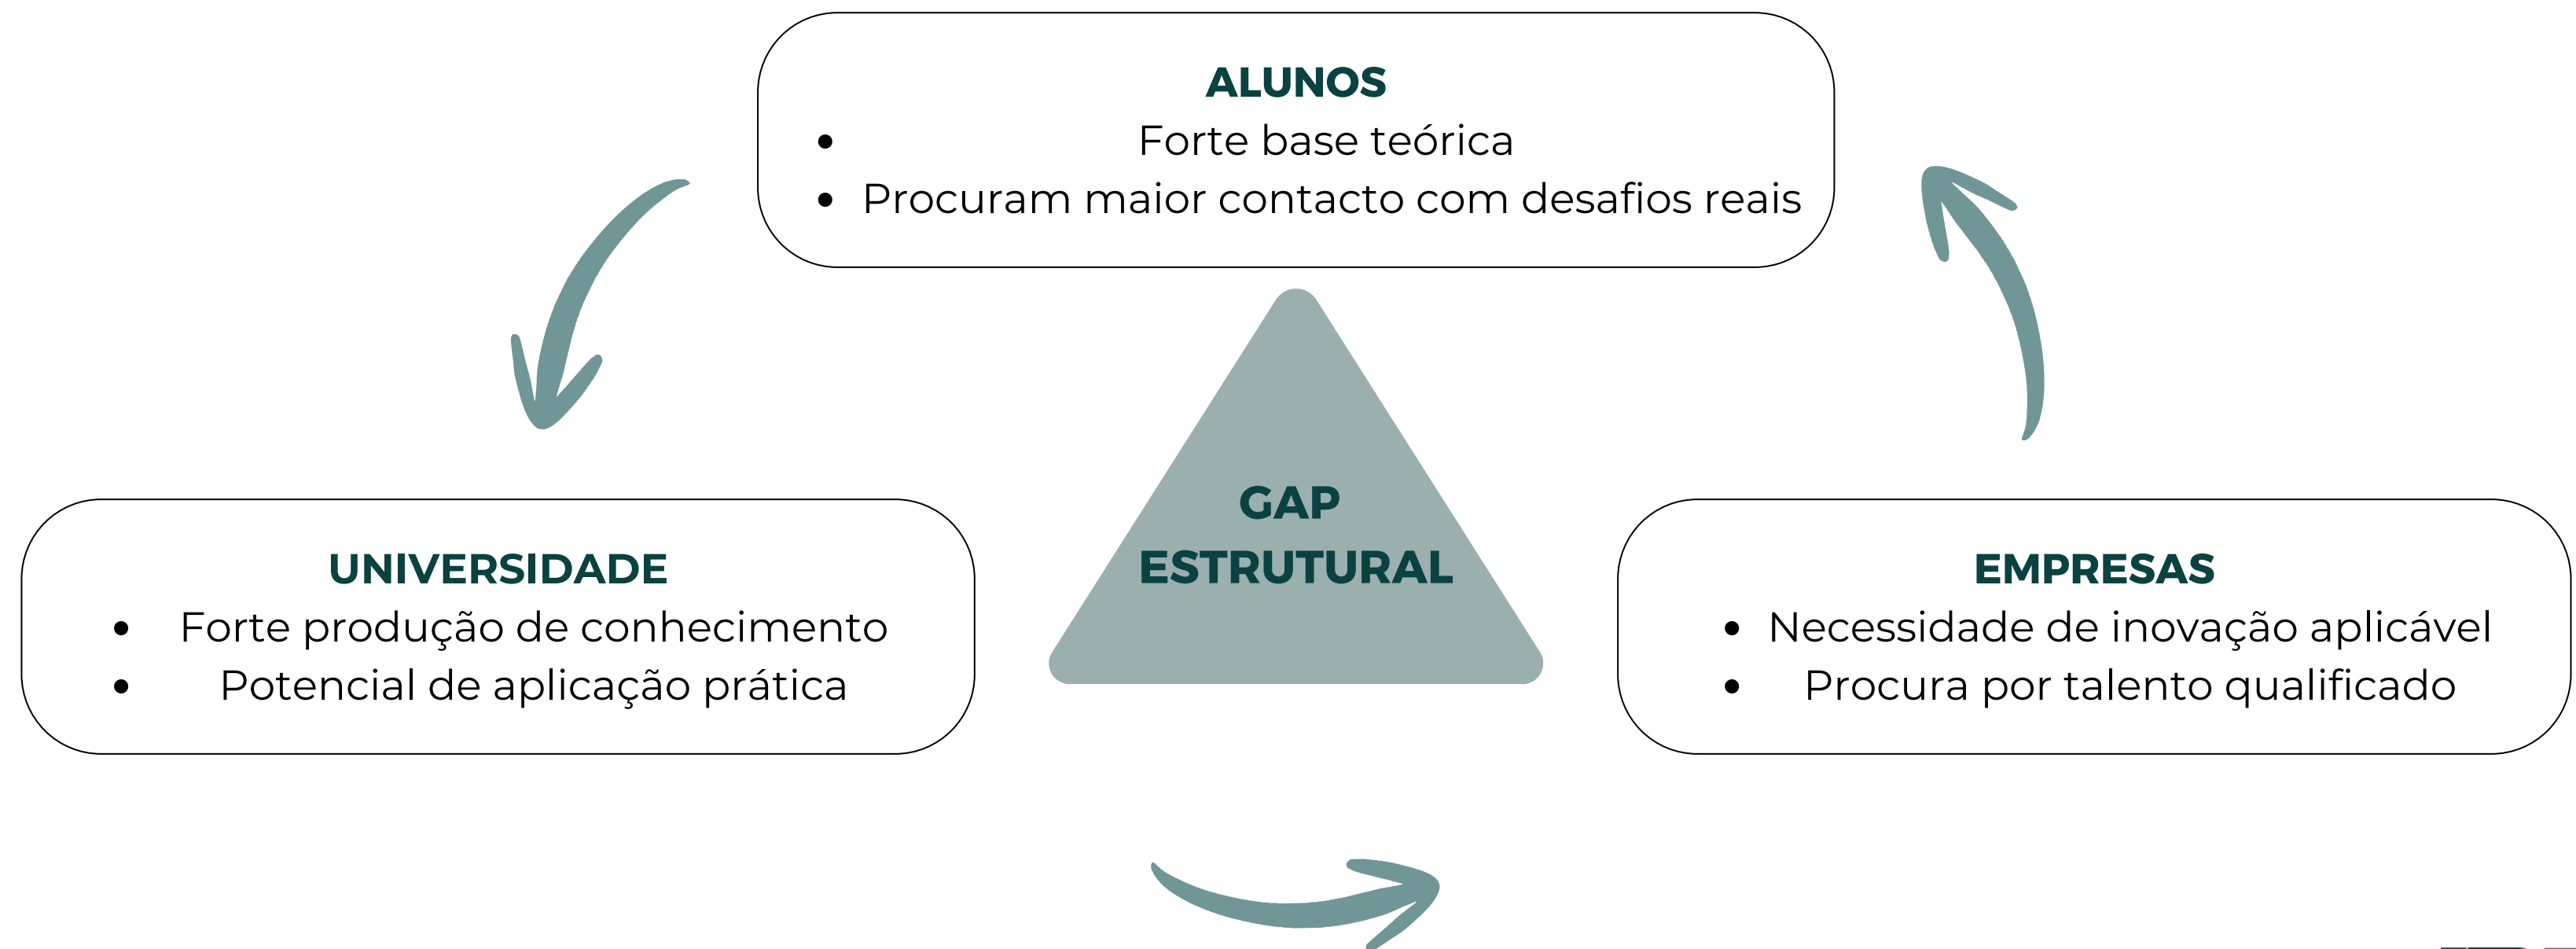 ALUNOS
• Forte base teórica
• Procuram maior contacto com desafios reais
GAP
ESTRUTURAL
UNIVERSIDADE
• Forte produção de conhecimento
• Potencial de aplicação prática
EMPRESAS
• Necessidade de inovação aplicável
• Procura por talento qualificado